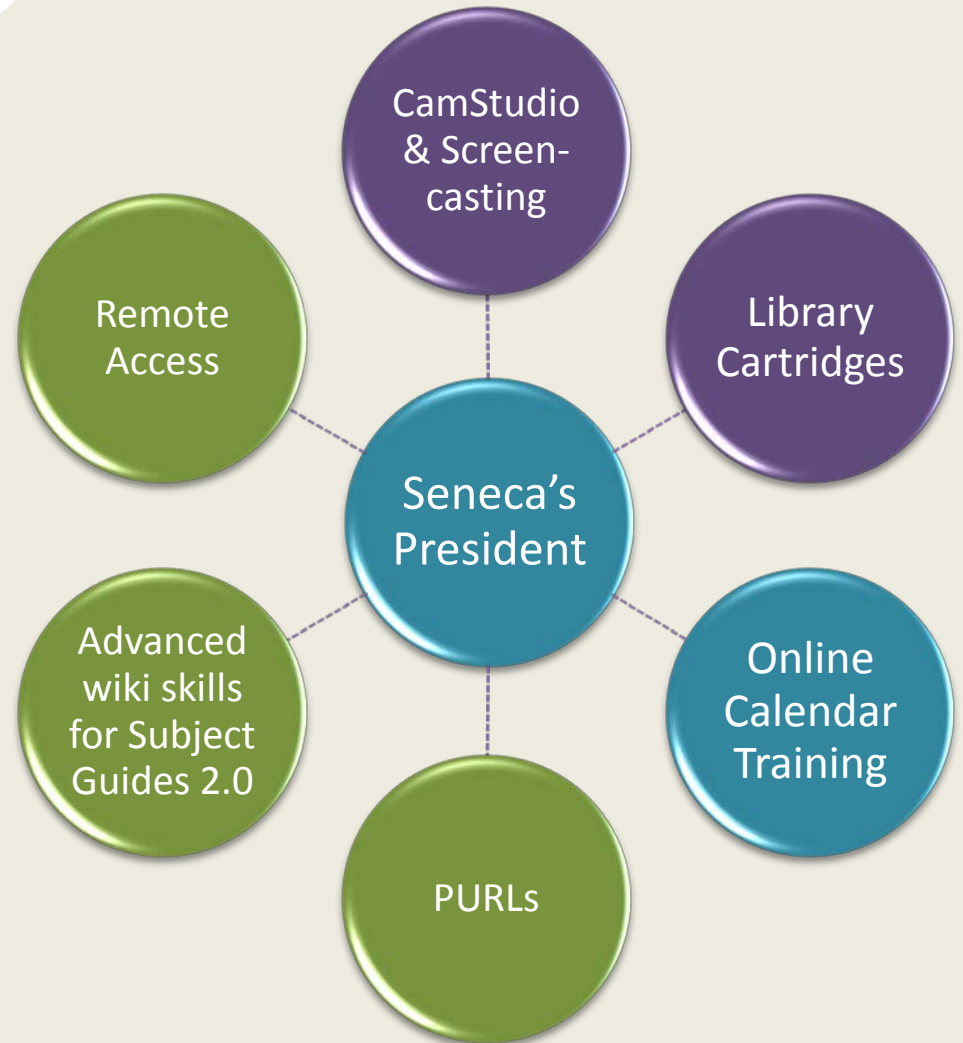 CamStudio
& Screen-
casting
Remote
Access
Library
Cartridges
Seneca’s
President
Advanced
wiki skills
for Subject
Guides 2.0
Online
Calendar
Training
PURLs